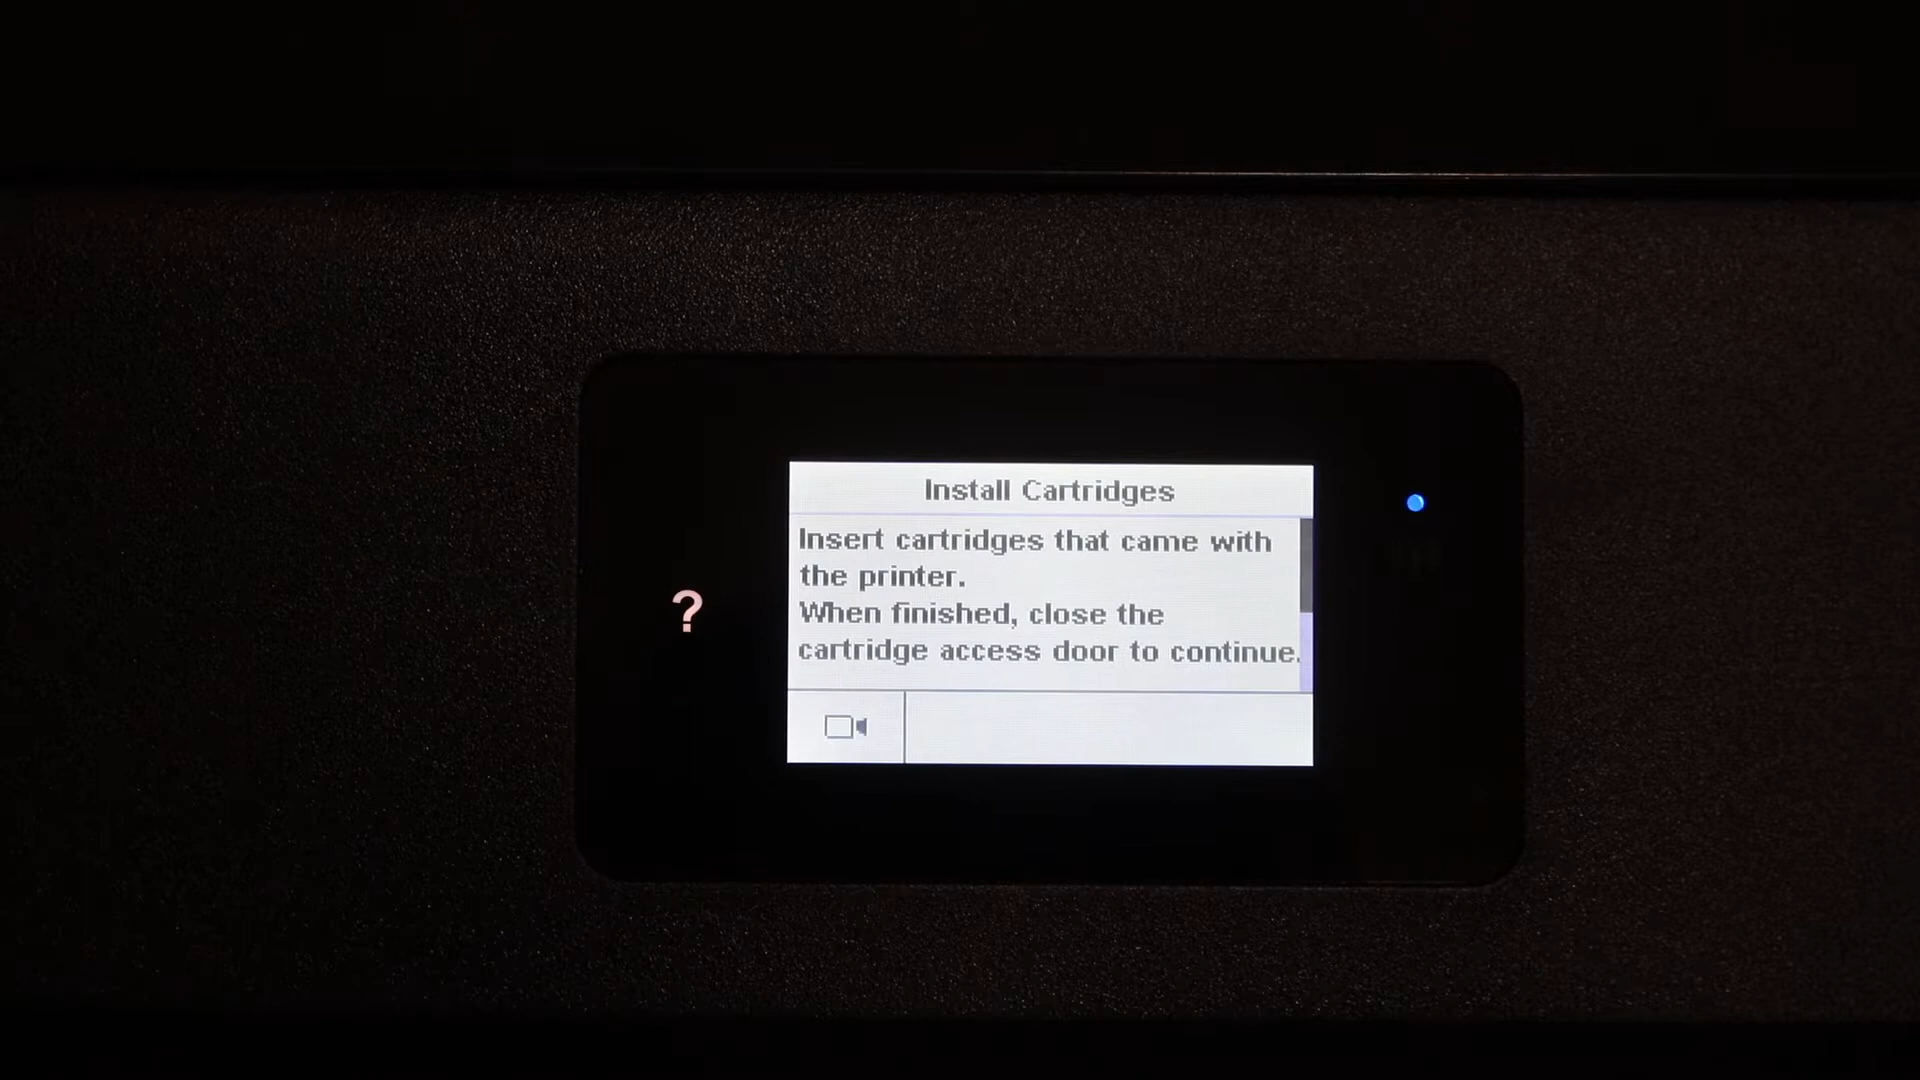 Install Cartridges
Insert cartridges that came with
the printer.
When finished, close the
cartridge access door to continue.
?